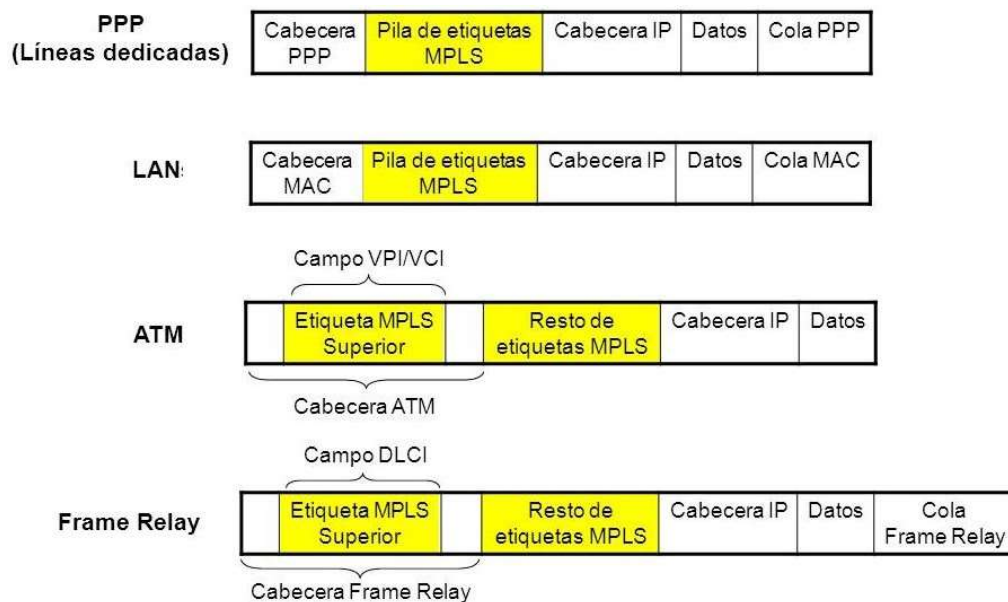 PPP
(Líneas dedicadas)
Cabecera PPP
Pila de etiquetas MPLS
Cabecera IP
Datos
Cola PPP
LANs
Cabecera MAC
Pila de etiquetas MPLS
Cabecera IP
Datos
Cola MAC
Campo VPI/VCI
ATM
Etiqueta MPLS Superior
Resto de etiquetas MPLS
Cabecera IP
Datos
Cabecera ATM
Campo DLCI
Frame Relay
Etiqueta MPLS Superior
Resto de etiquetas MPLS
Cabecera IP
Datos
Cola Frame Relay
Cabecera Frame Relay